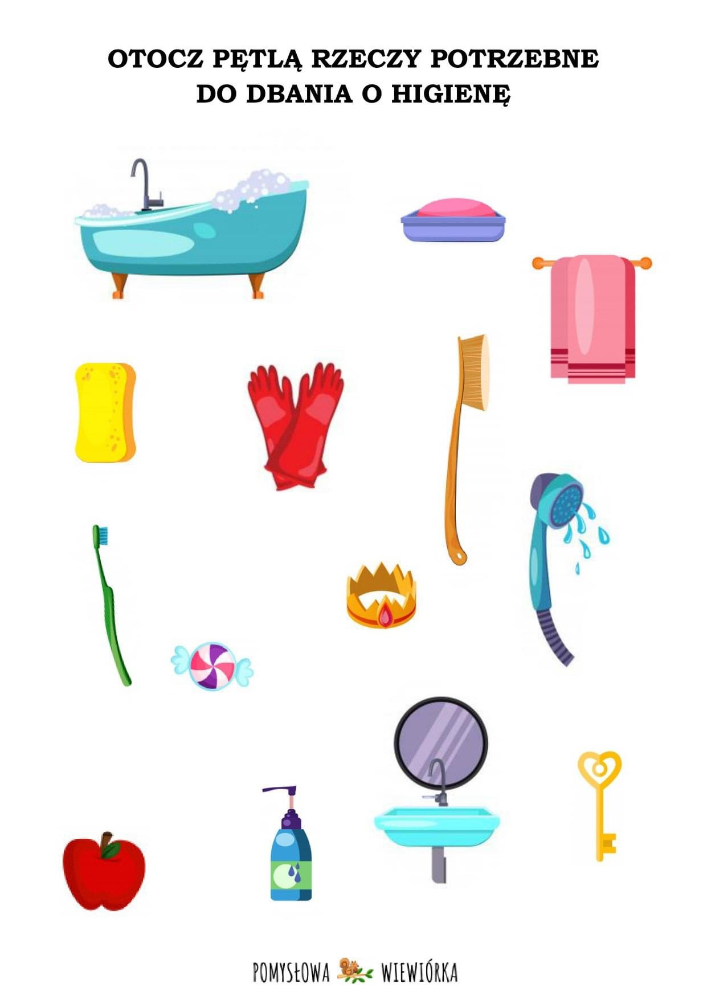 OTOCZ PĘTLĄ RZECZY POTRZEBNE
DO DBANIA O HIGIENĘ
POMYSŁOWA WIEWIÓRKA